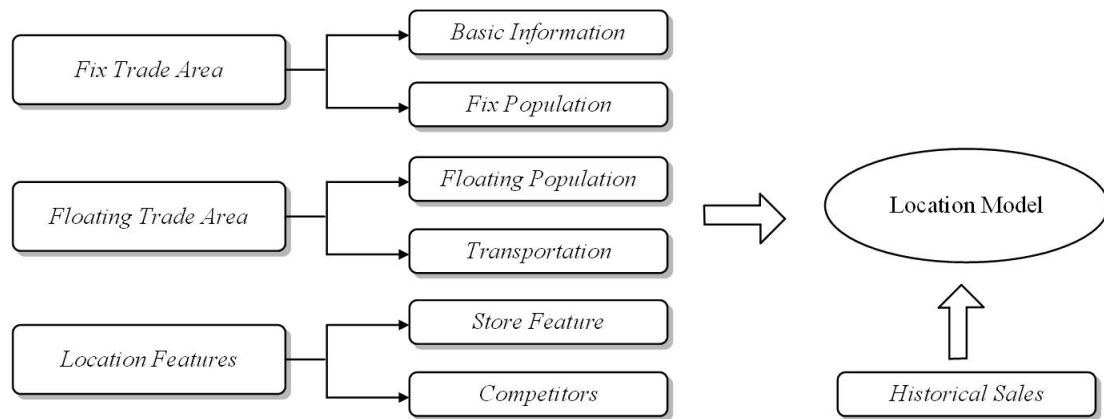 Fix Trade Area
Basic Information
Fix Population
Floating Trade Area
Floating Population
Transportation
Location Features
Store Feature
Competitors
Location Model
Historical Sales